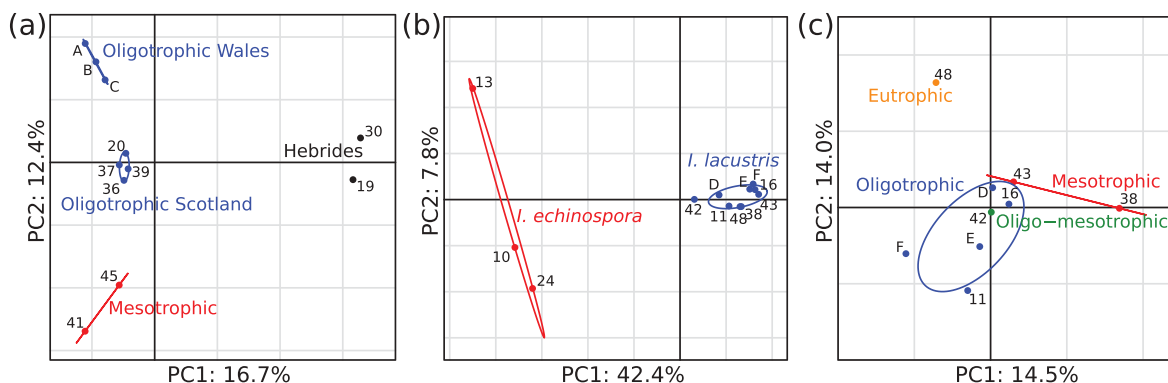 (a)
A
Oligotrophic Wales
B
C
20
30
Hebrides
37
39
19
36
Oligotrophic Scotland
45
Mesotrophic
41
PC2: 12.4%
PC1: 16.7%
(b)
13
I. lacustris
F
D
E
16
42
11
38
43
48
I. echinospora
10
24
PC2: 7.8%
PC1: 42.4%
(c)
48
Eutrophic
43
Oligotrophic
Mesotrophic
D
16
38
42
Oligo−mesotrophic
E
F
11
PC2: 14.0%
PC1: 14.5%